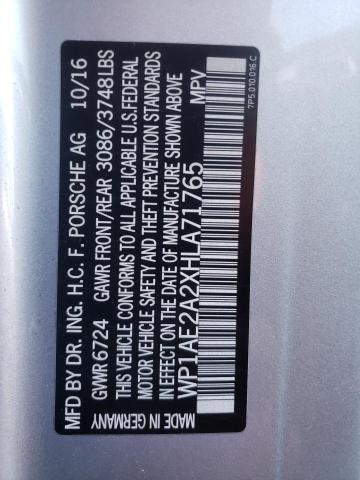 MFD BY DR. ING. H.C. F. PORSCHE AG 10/16
GVWR 6724 GAWR FRONT/REAR 3086/3748LBS
THIS VEHICLE CONFORMS TO ALL APPLICABLE U.S.FEDERAL
MOTOR VEHICLE SAFETY AND THEFT PREVENTION STANDARDS
IN EFFECT ON THE DATE OF MANUFACTURE SHOWN ABOVE
WP1AE2A2XHLA71765 MPV
MADE IN GERMANY
7P5.010.016.C